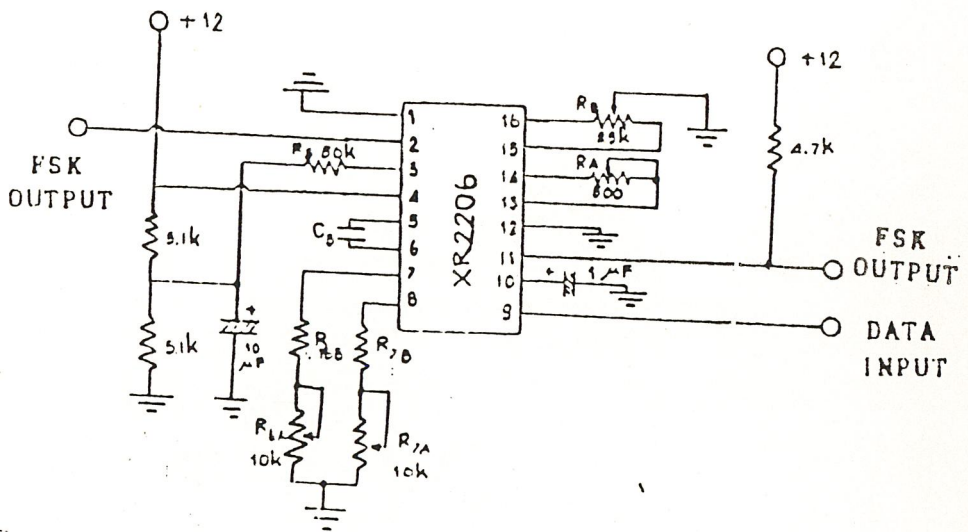 +12
+12
FSK
OUTPUT
1
2
3
4
5
6
7
8
XR2206
16
15
14
13
12
11
10
9
50k
5.1k
5.1k
+
10
μF
C3
R7B
R6A
10k
R7A
10k
RB
25k
RA
500
+
1 μF
4.7k
FSK
OUTPUT
DATA
INPUT